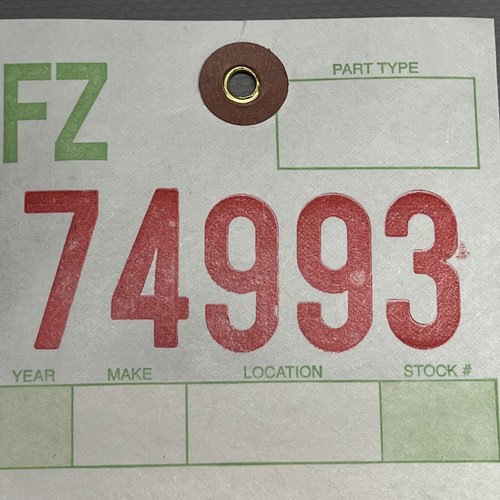 FZ
PART TYPE
74993
YEAR MAKE LOCATION STOCK #